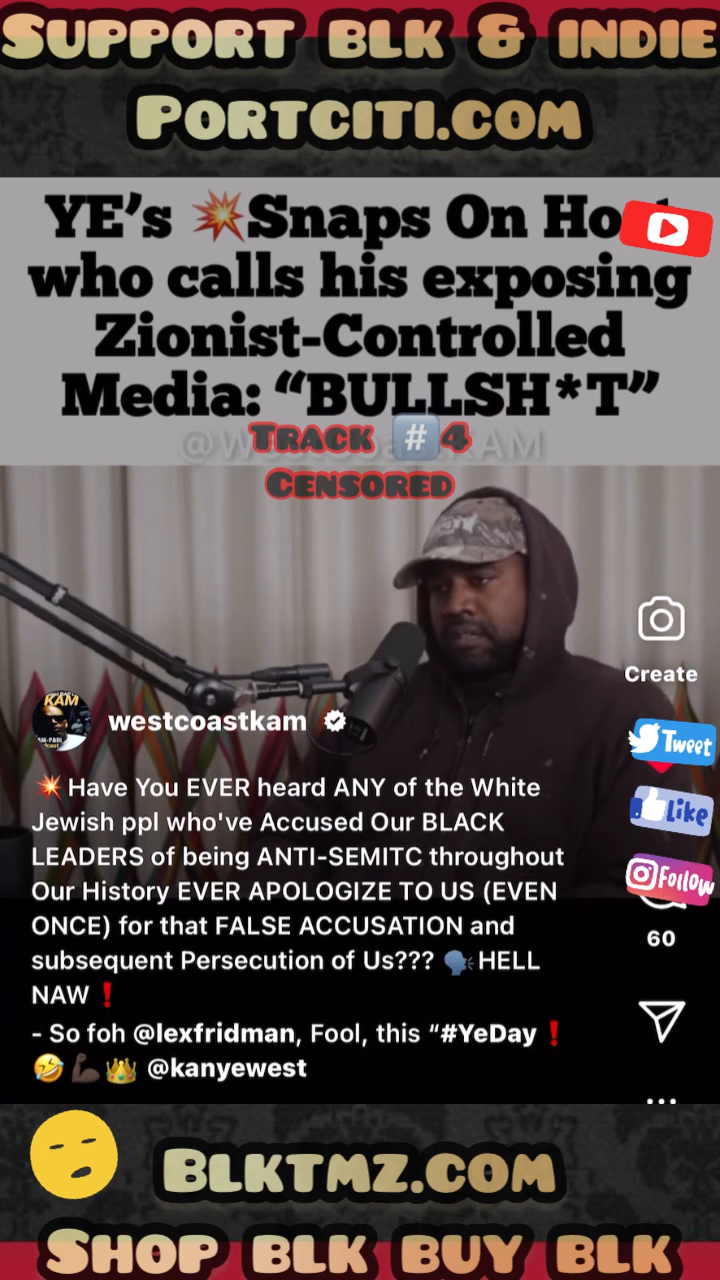 SUPPORT BLK & INDIE
PORTCITI.COM
YE’s 💥Snaps On Ho
who calls his exposing
Zionist-Controlled
Media: “BULLSH*T”
TRACK #️⃣4
CENSORED
Create
KAM
westcoastkam
Tweet
💥 Have You EVER heard ANY of the White
Jewish ppl who've Accused Our BLACK
LEADERS of being ANTI-SEMITC throughout
Our History EVER APOLOGIZE TO US (EVEN
ONCE) for that FALSE ACCUSATION and
subsequent Persecution of Us??? 🗣️HELL
NAW❗
Like
Follow
60
- So foh @lexfridman, Fool, this “#YeDay❗
🤣💪🏿👑 @kanyewest
BLKTMZ.COM
SHOP BLK BUY BLK